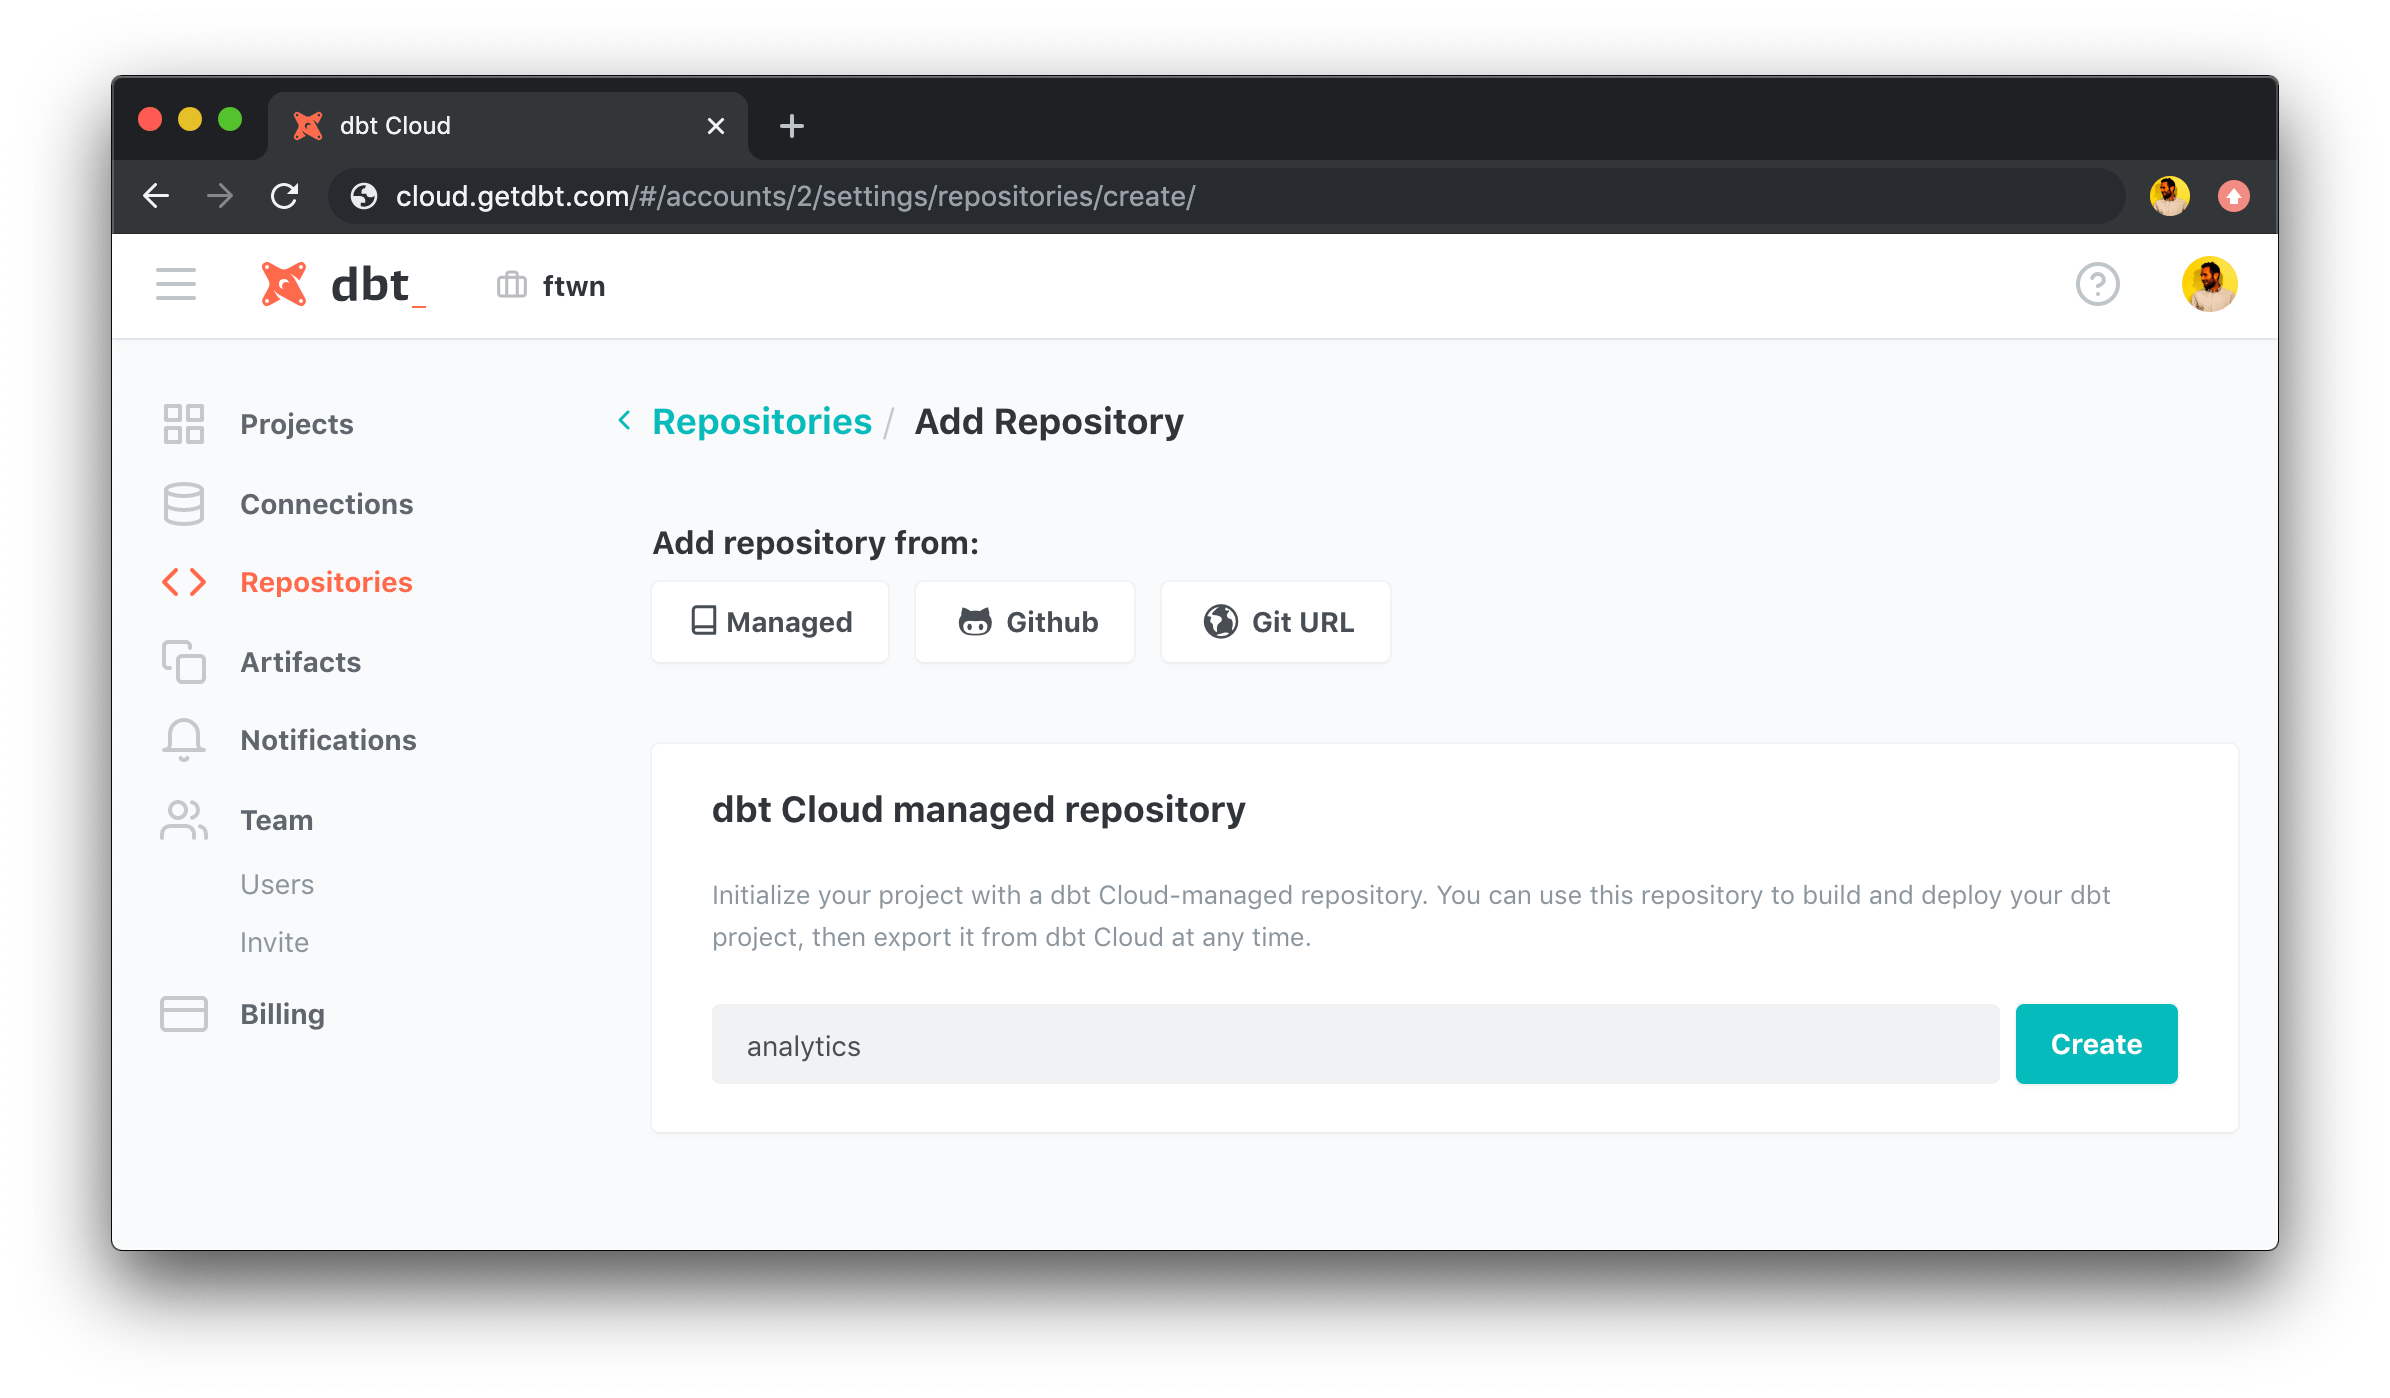 dbt Cloud
cloud.getdbt.com/#/accounts/2/settings/repositories/create/
dbt_
ftwn
Projects
Connections
Repositories
Artifacts
Notifications
Team
Users
Invite
Billing
Repositories / Add Repository
Add repository from:
Managed Github Git URL
dbt Cloud managed repository
Initialize your project with a dbt Cloud-managed repository. You can use this repository to build and deploy your dbt
project, then export it from dbt Cloud at any time.
analytics
Create